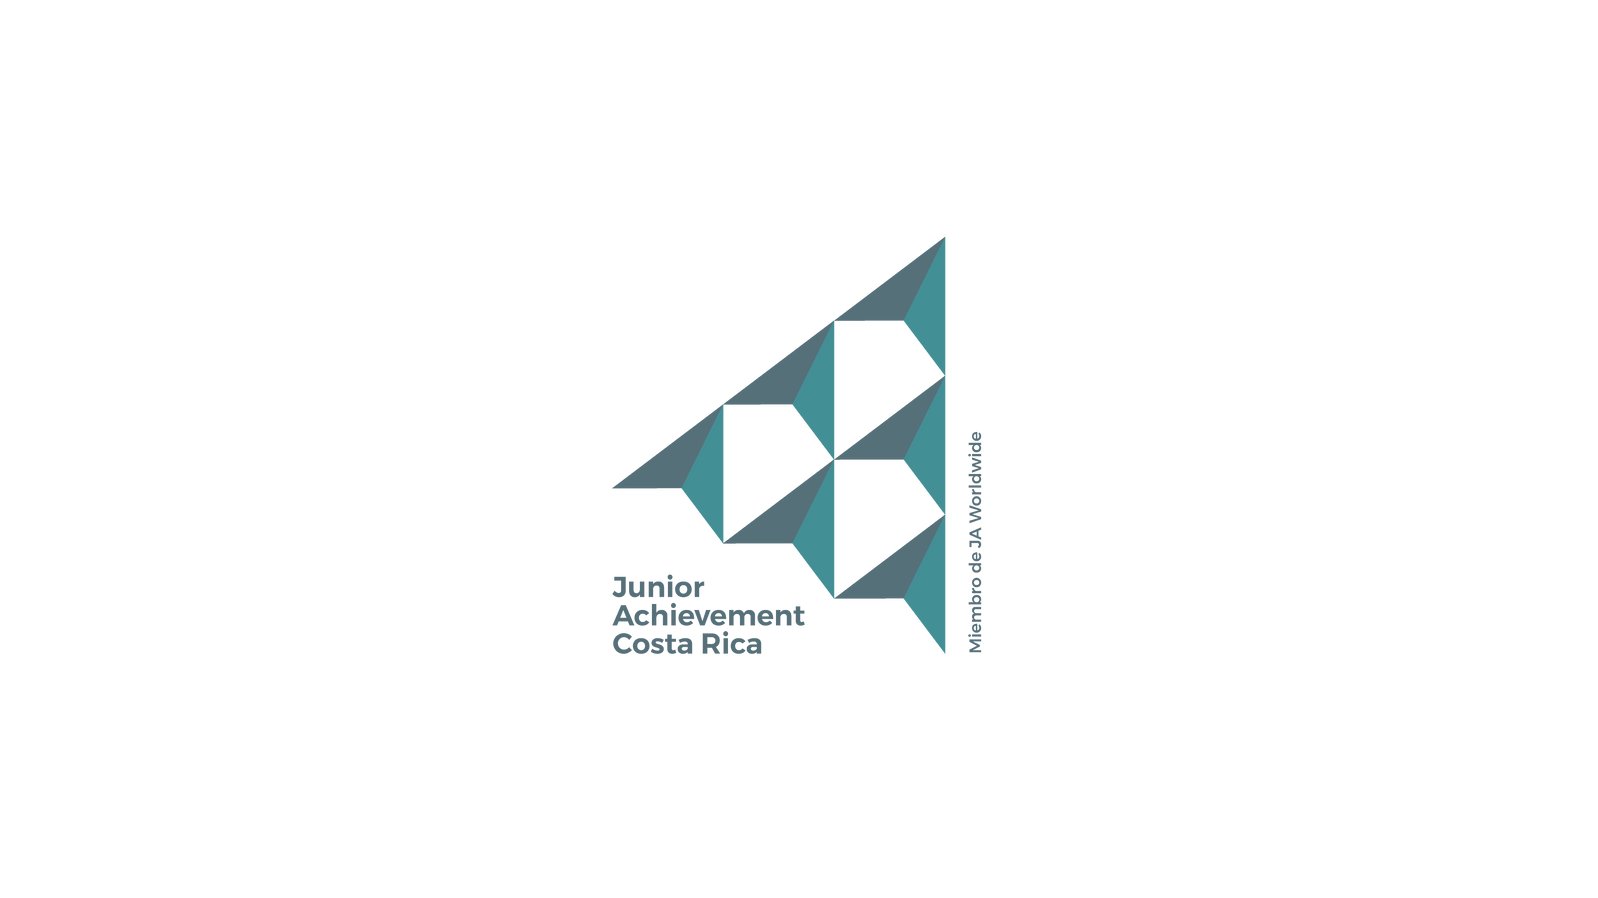 Junior
Achievement
Costa Rica
Miembro de JA Worldwide